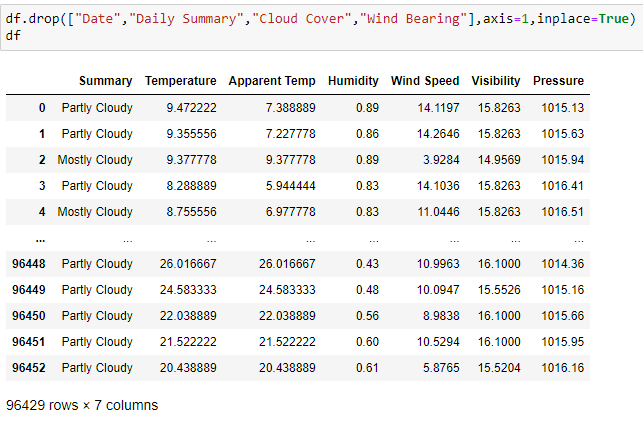 df.drop(["Date","Daily Summary","Cloud Cover","Wind Bearing"],axis=1,inplace=True)
df
Summary Temperature Apparent Temp Humidity Wind Speed Visibility Pressure
0 Partly Cloudy 9.472222 7.388889 0.89 14.1197 15.8263 1015.13
1 Partly Cloudy 9.355556 7.227778 0.86 14.2646 15.8263 1015.63
2 Mostly Cloudy 9.377778 9.377778 0.89 3.9284 14.9569 1015.94
3 Partly Cloudy 8.288889 5.944444 0.83 14.1036 15.8263 1016.41
4 Mostly Cloudy 8.755556 6.977778 0.83 11.0446 15.8263 1016.51
... ... ... ... ... ... ... ...
96448 Partly Cloudy 26.016667 26.016667 0.43 10.9963 16.1000 1014.36
96449 Partly Cloudy 24.583333 24.583333 0.48 10.0947 15.5526 1015.16
96450 Partly Cloudy 22.038889 22.038889 0.56 8.9838 16.1000 1015.66
96451 Partly Cloudy 21.522222 21.522222 0.60 10.5294 16.1000 1015.95
96452 Partly Cloudy 20.438889 20.438889 0.61 5.8765 15.5204 1016.16
96429 rows × 7 columns